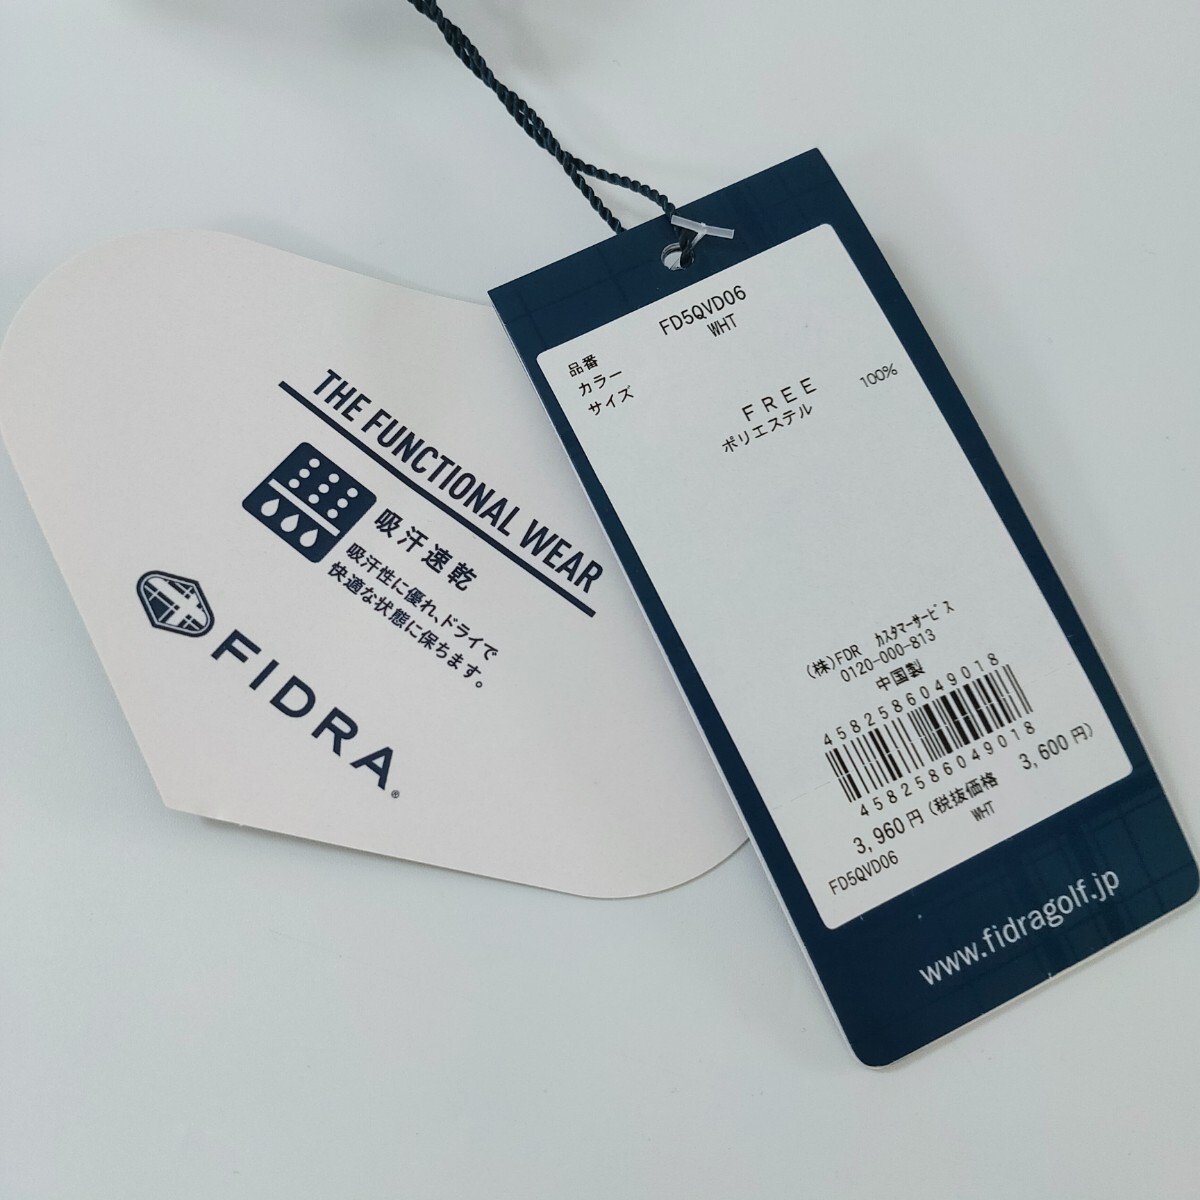 THE FUNCTIONAL WEAR
吸汗速乾
吸汗性に優れ、ドライで
快適な状態に保ちます。
FIDRA®
品番 FD5QVD06
カラー WHT
サイズ FREE
ポリエステル 100%
(株)FDR カスタマーサービス
0120-000-813
中国製
4582586049018
4582586049018
3,960円(税抜価格 3,600円)
FD5QVD06 WHT
www.fidragolf.jp